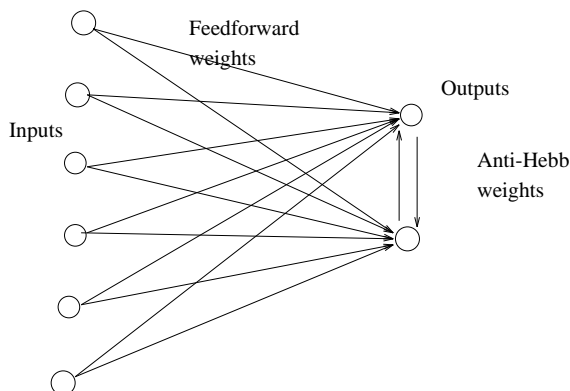 Feedforward
weights
Outputs
Inputs
Anti-Hebb
weights